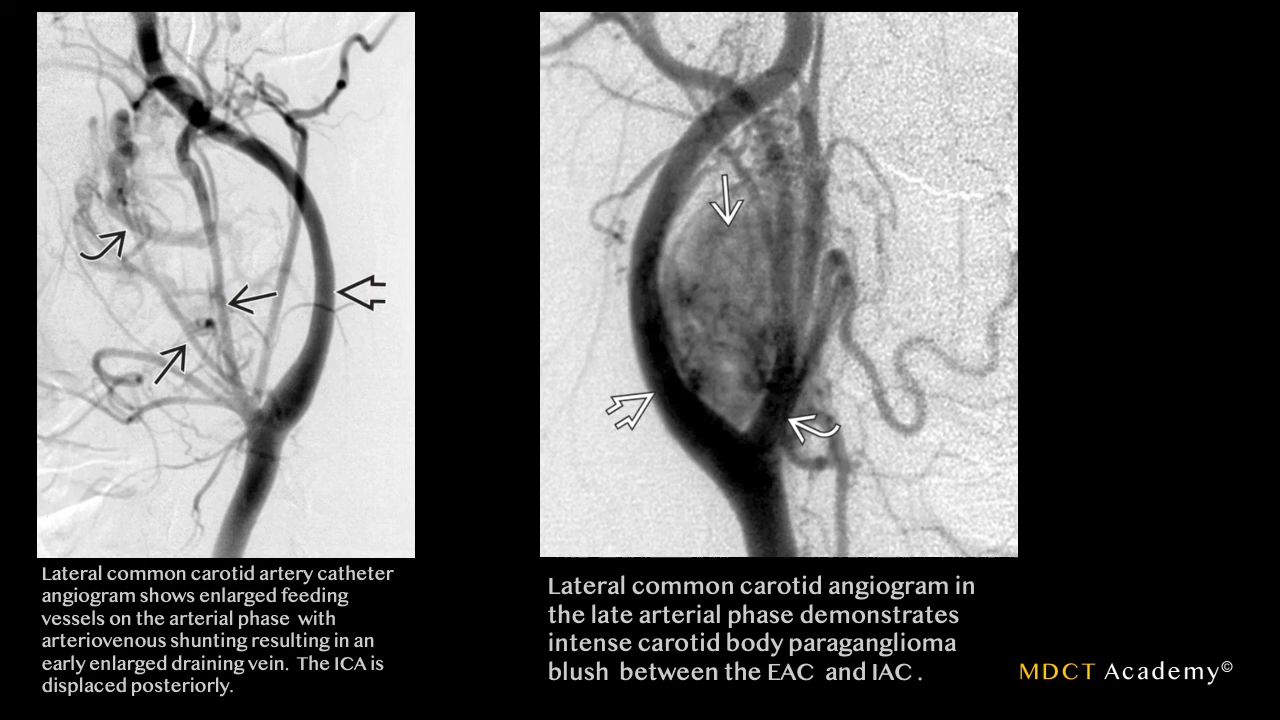 Lateral common carotid artery catheter
angiogram shows enlarged feeding
vessels on the arterial phase with
arteriovenous shunting resulting in an
early enlarged draining vein. The ICA is
displaced posteriorly.
Lateral common carotid angiogram in
the late arterial phase demonstrates
intense carotid body paraganglioma
blush between the EAC and IAC .
MDCT Academy©